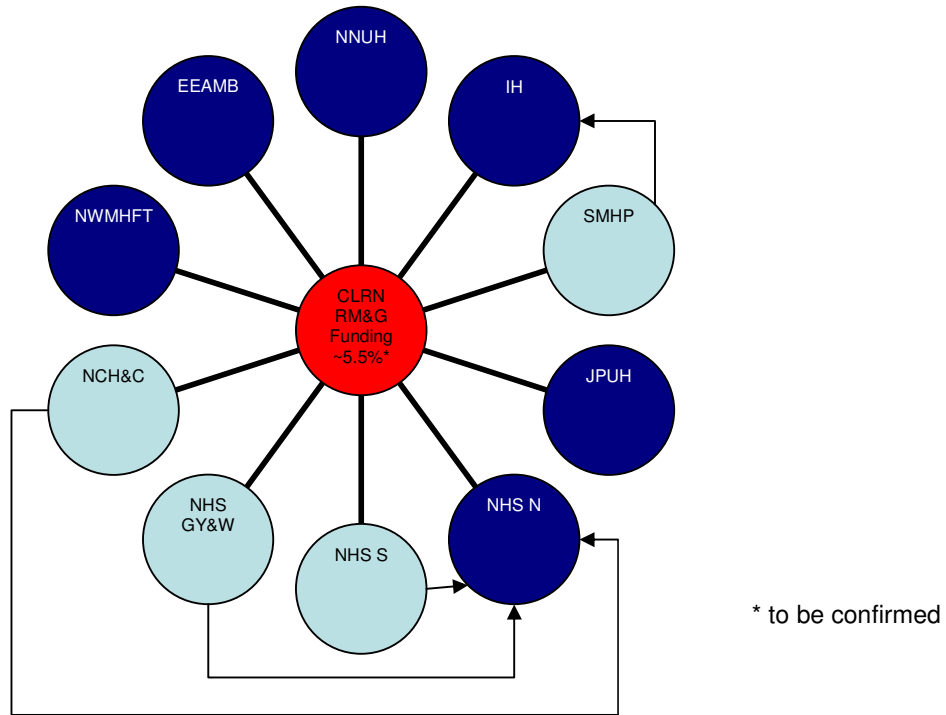 NNUH
EEAMB
IH
NWMHFT
SMHP
CLRN
RM&G
Funding
~5.5%*
NCH&C
JPUH
NHS
GY&W
NHS S
NHS N
* to be confirmed